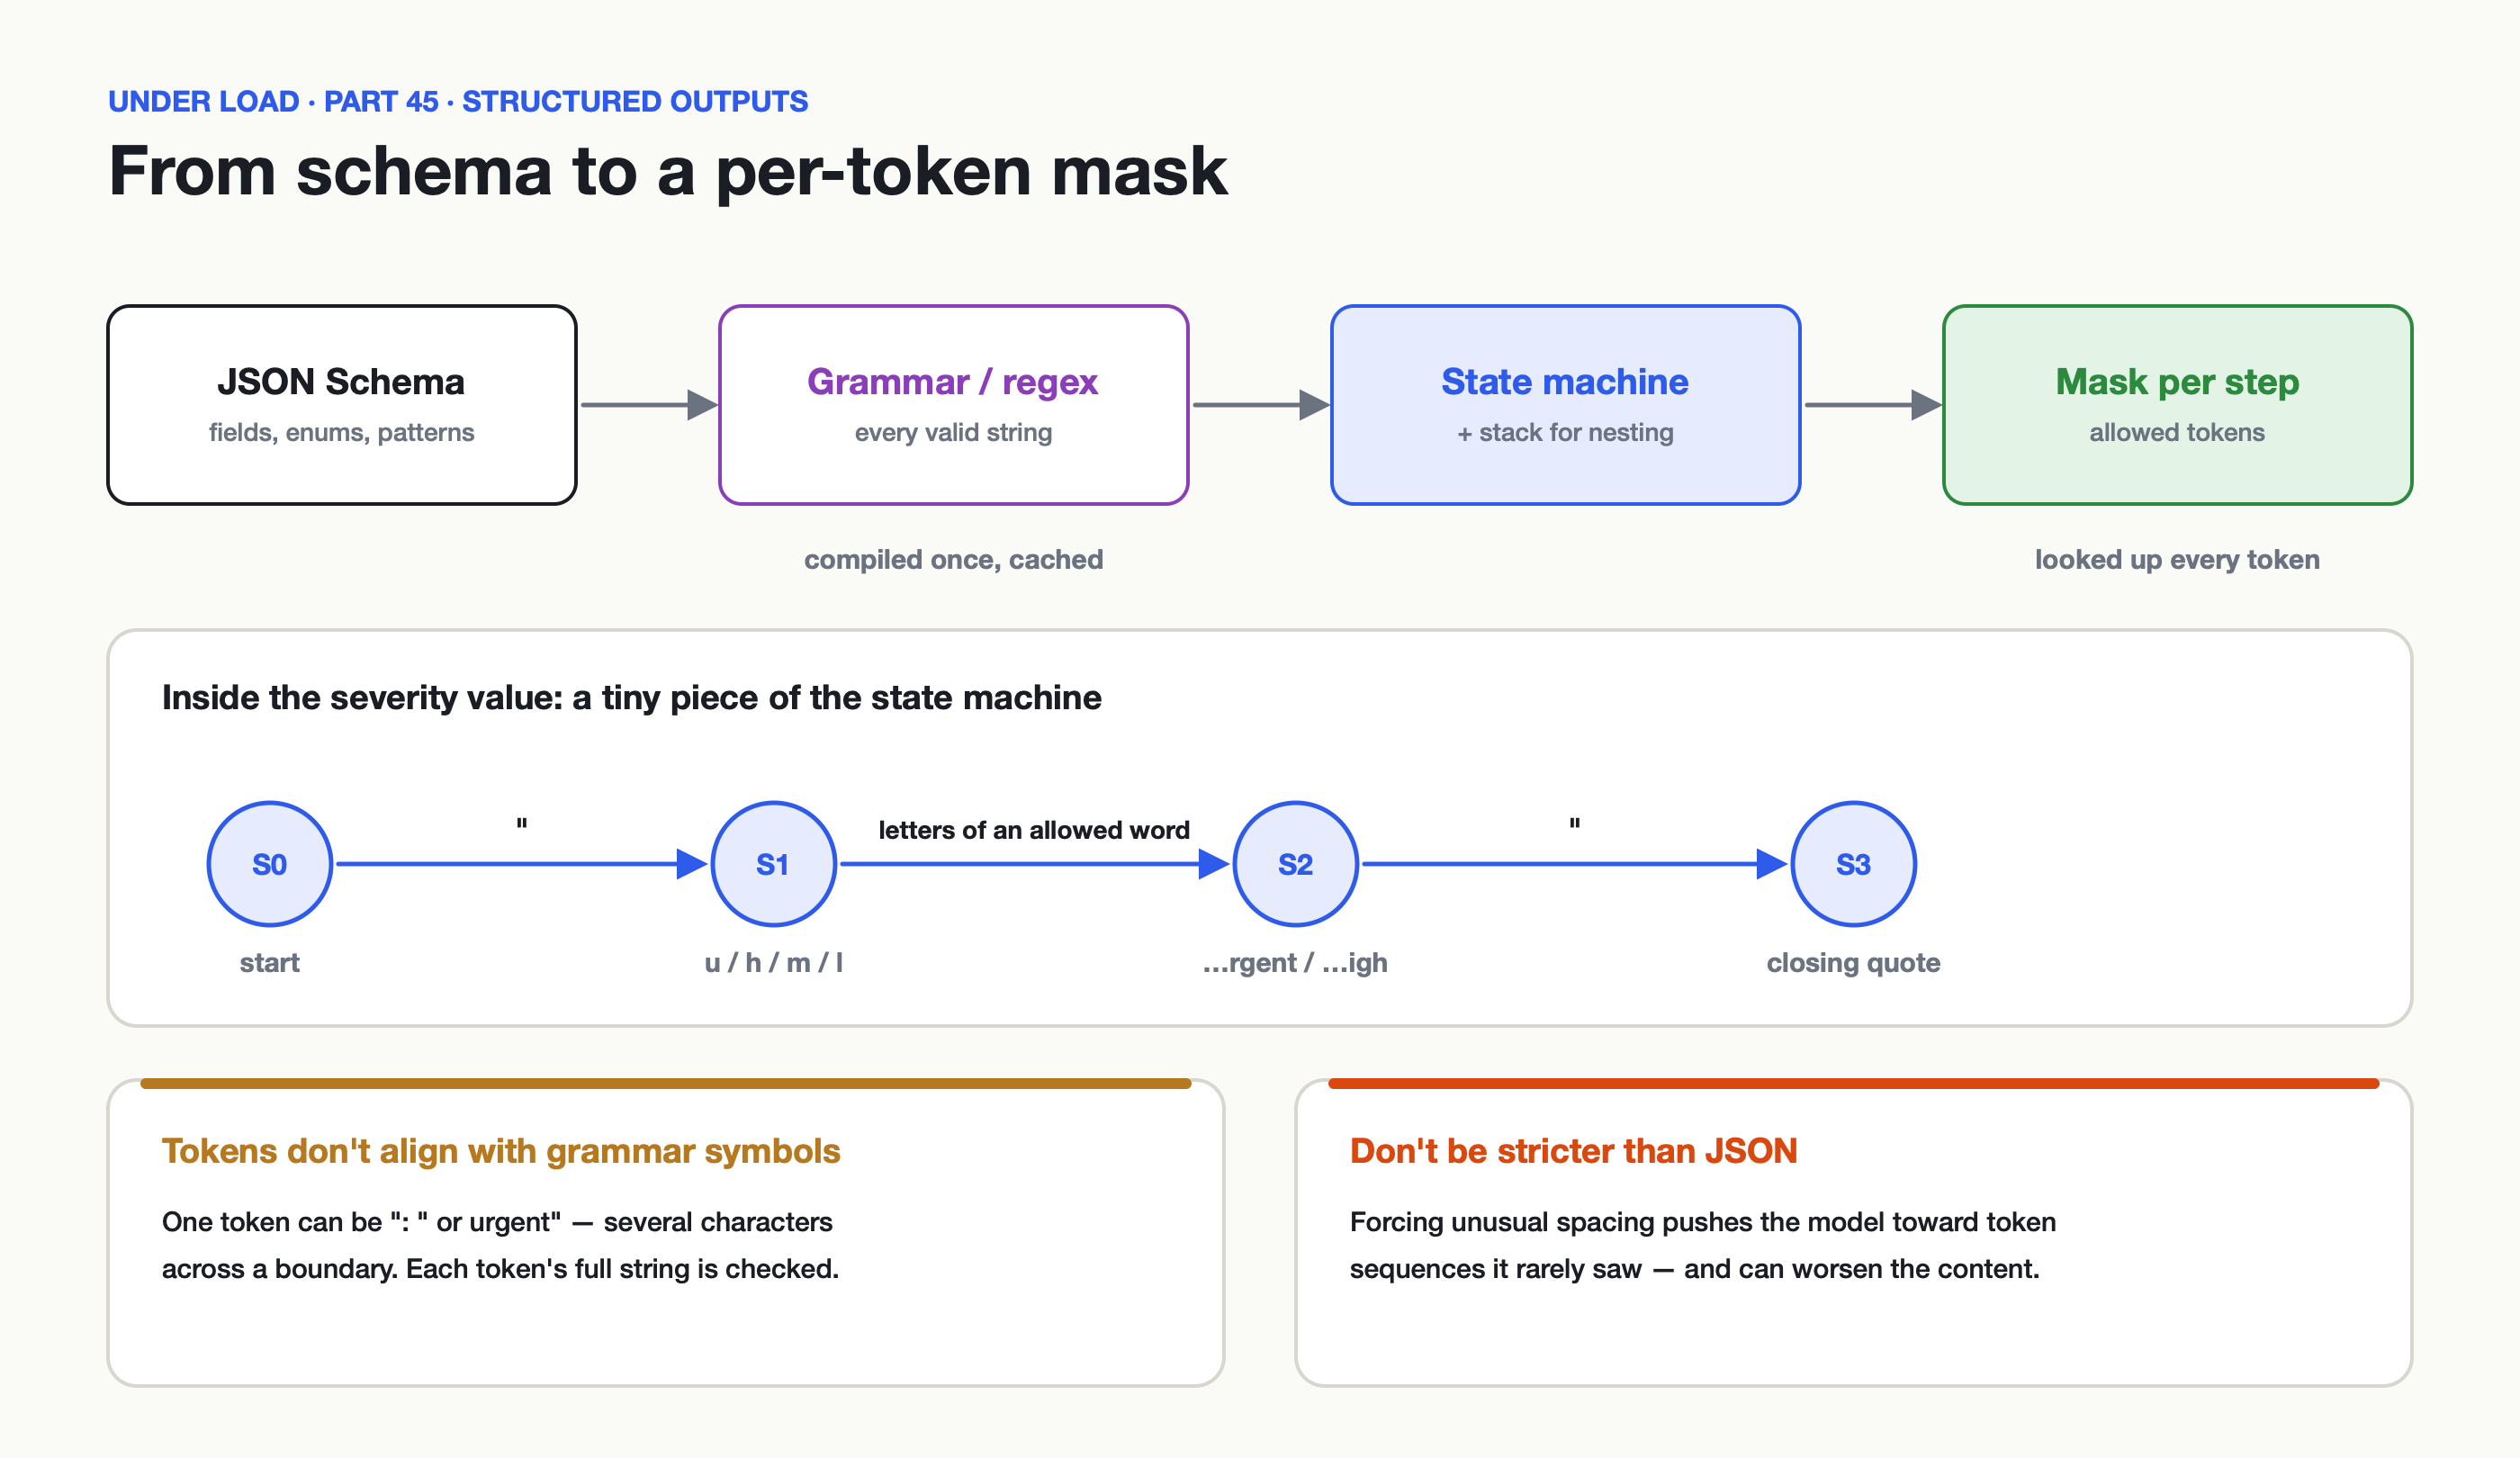 UNDER LOAD · PART 45 · STRUCTURED OUTPUTS
From schema to a per-token mask
JSON Schema
fields, enums, patterns
Grammar / regex
every valid string
State machine
+ stack for nesting
Mask per step
allowed tokens
compiled once, cached
looked up every token
Inside the severity value: a tiny piece of the state machine
"
letters of an allowed word
"
S0
S1
S2
S3
start
u / h / m / l
...rgent / ...igh
closing quote
Tokens don't align with grammar symbols
One token can be ": " or urgent" — several characters
across a boundary. Each token's full string is checked.
Don't be stricter than JSON
Forcing unusual spacing pushes the model toward token
sequences it rarely saw — and can worsen the content.